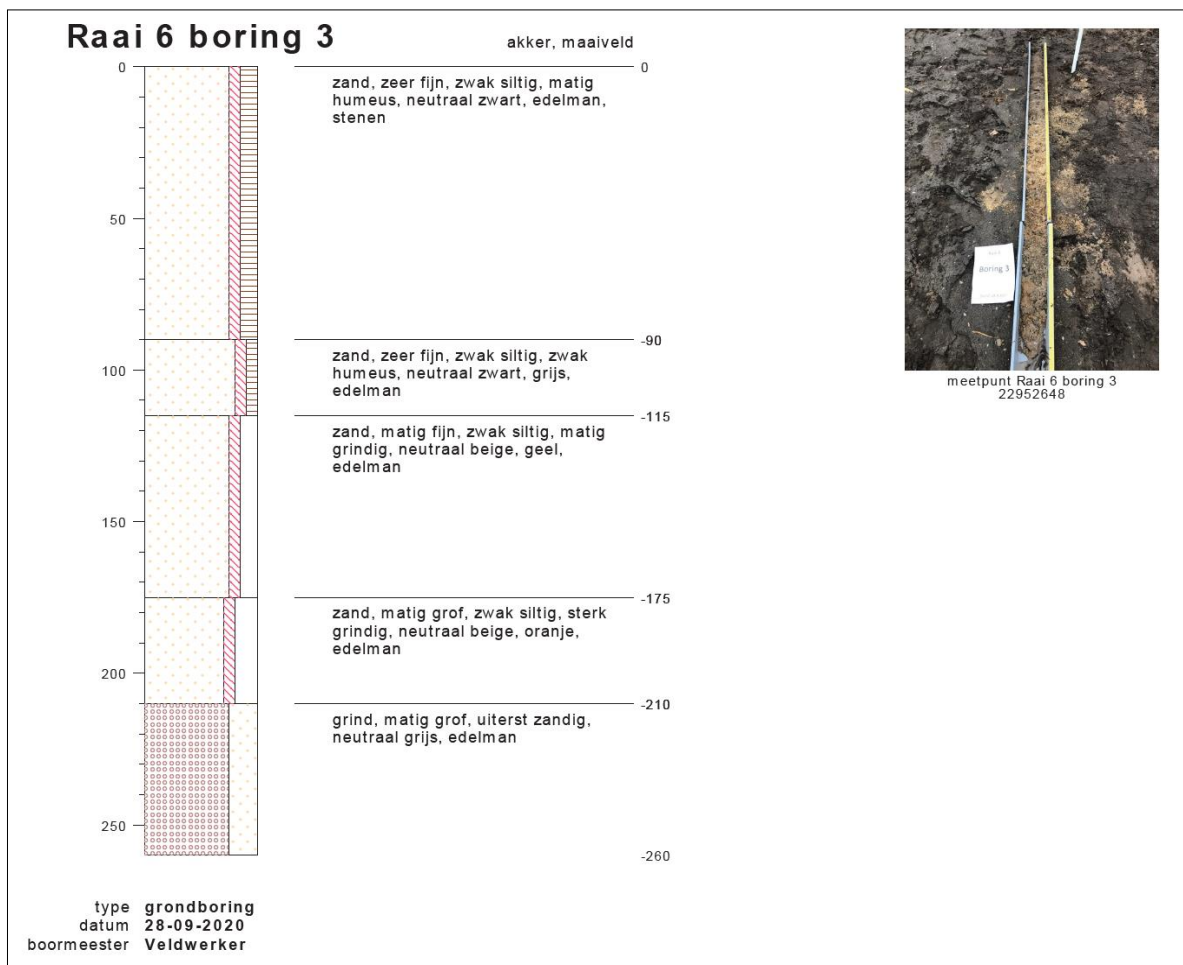 Raai 6 boring 3
akker, maaiveld
0
50
100
150
200
250
0
zand, zeer fijn, zwak siltig, matig
humeus, neutraal zwart, edelman,
stenen
-90
zand, zeer fijn, zwak siltig, zwak
humeus, neutraal zwart, grijs,
edelman
-115
zand, matig fijn, zwak siltig, matig
grindig, neutraal beige, geel,
edelman
-175
zand, matig grof, zwak siltig, sterk
grindig, neutraal beige, oranje,
edelman
-210
grind, matig grof, uiterst zandig,
neutraal grijs, edelman
-260
Boring 3
meetpunt Raai 6 boring 3
22952648
type grondboring
datum 28-09-2020
boormeester Veldwerker